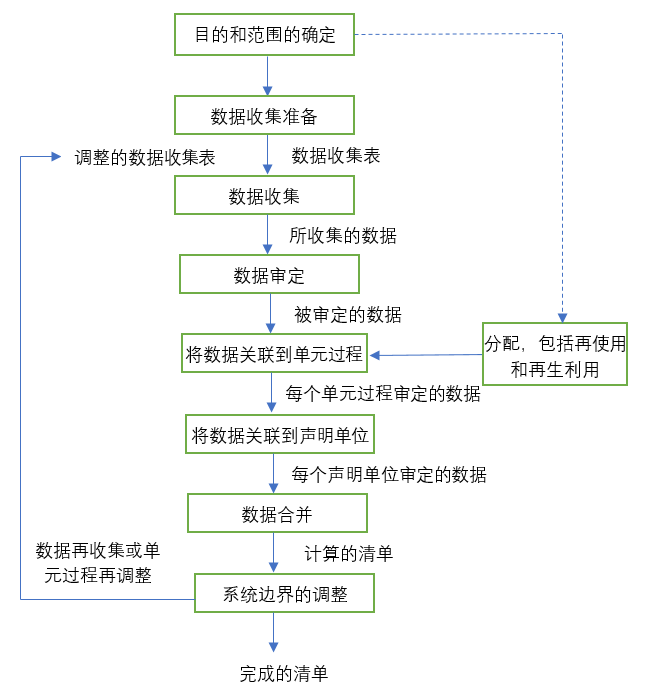 目的和范围的确定
数据收集准备
调整的数据收集表
数据收集表
数据收集
所收集的数据
数据审定
被审定的数据
将数据关联到单元过程
分配，包括再使用
和再生利用
每个单元过程审定的数据
将数据关联到声明单位
每个声明单位审定的数据
数据合并
计算的清单
数据再收集或单
元过程再调整
系统边界的调整
完成的清单